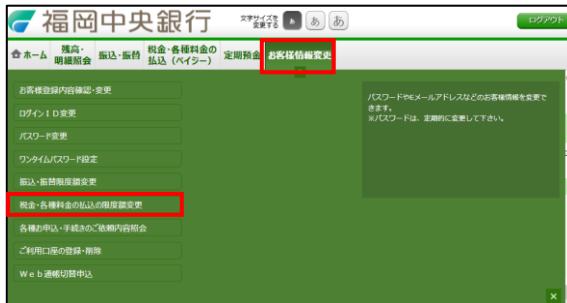 福岡中央銀行
文字サイズを
変更する
あ
あ
あ
ログアウト
ホーム
残高・
明細照会
振込・振替
税金・各種料金の
払込（ペイジー）
定期預金
お客様情報変更
お客様登録内容確認・変更
ログインＩＤ変更
パスワード変更
ワンタイムパスワード設定
振込・振替限度額変更
税金・各種料金の払込の限度額変更
各種お申込・手続きのご依頼内容照会
ご利用口座の登録・削除
Ｗｅｂ通帳切替申込
パスワードやEメールアドレスなどのお客様情報を変更で
きます。
※パスワードは、定期的に変更して下さい。
×